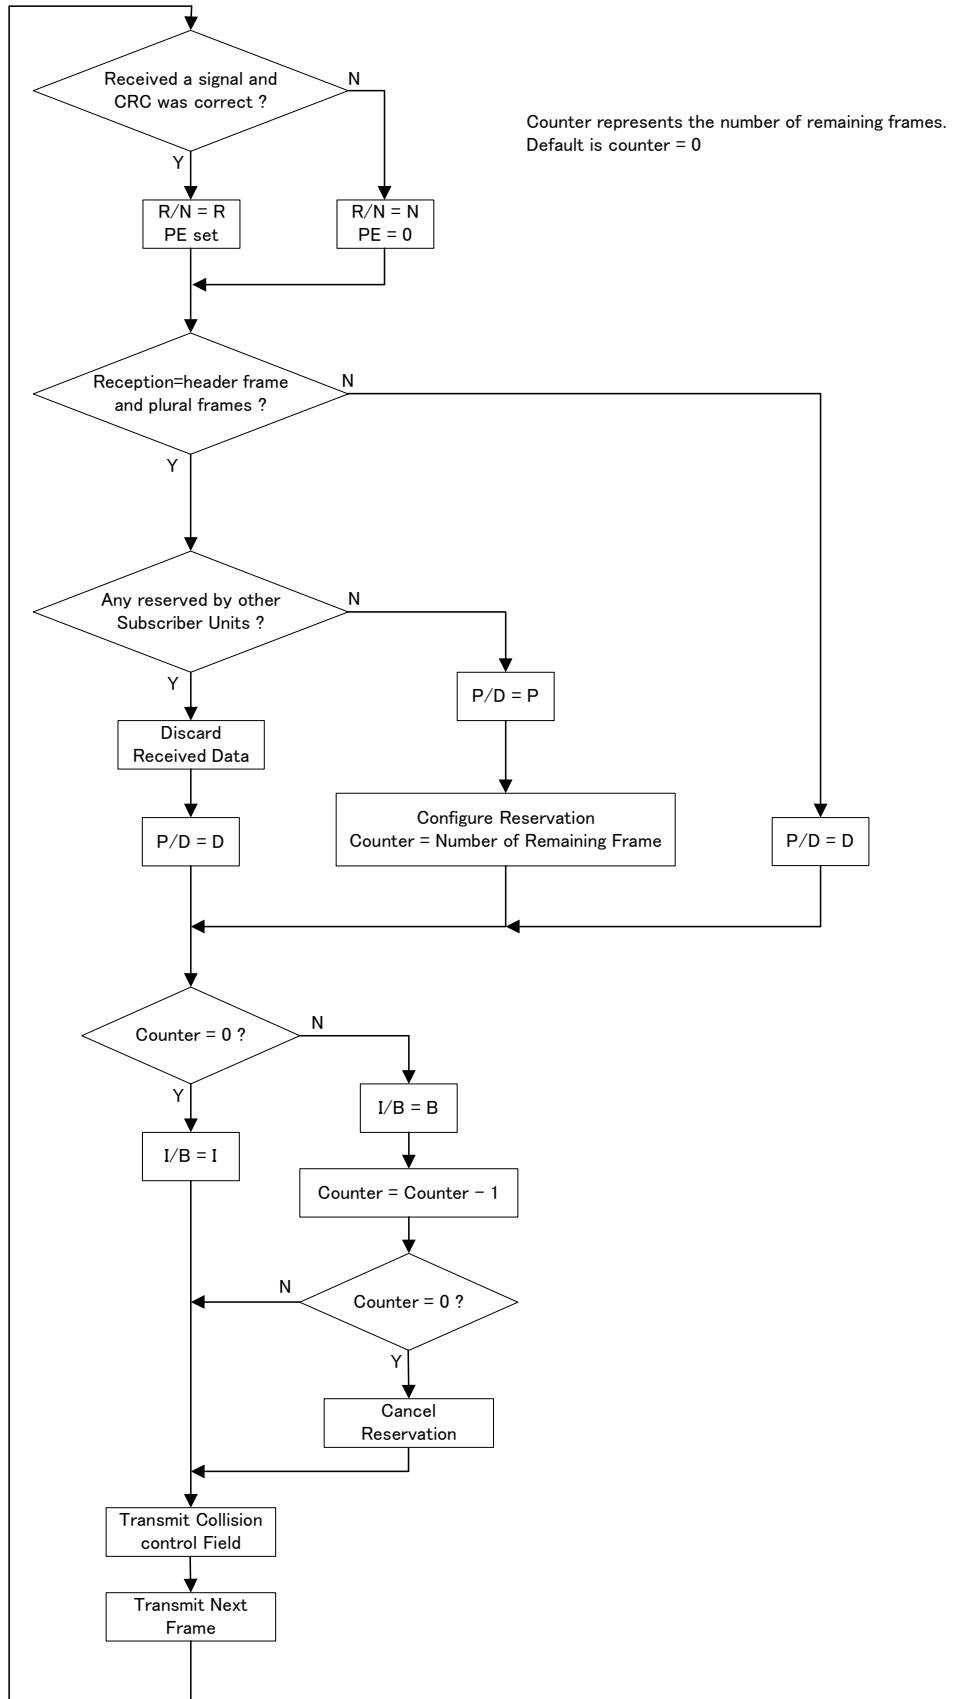 Received a signal and
CRC was correct ?
N
Counter represents the number of remaining frames.
Default is counter = 0
Y
R/N = R
PE set
R/N = N
PE = 0
Reception=header frame
and plural frames ?
N
Y
Any reserved by other
Subscriber Units ?
N
Y
P/D = P
Discard
Received Data
Configure Reservation
Counter = Number of Remaining Frame
P/D = D
P/D = D
Counter = 0 ?
N
Y
I/B = B
I/B = I
Counter = Counter - 1
Counter = 0 ?
N
Y
Cancel
Reservation
Transmit Collision
control Field
Transmit Next
Frame